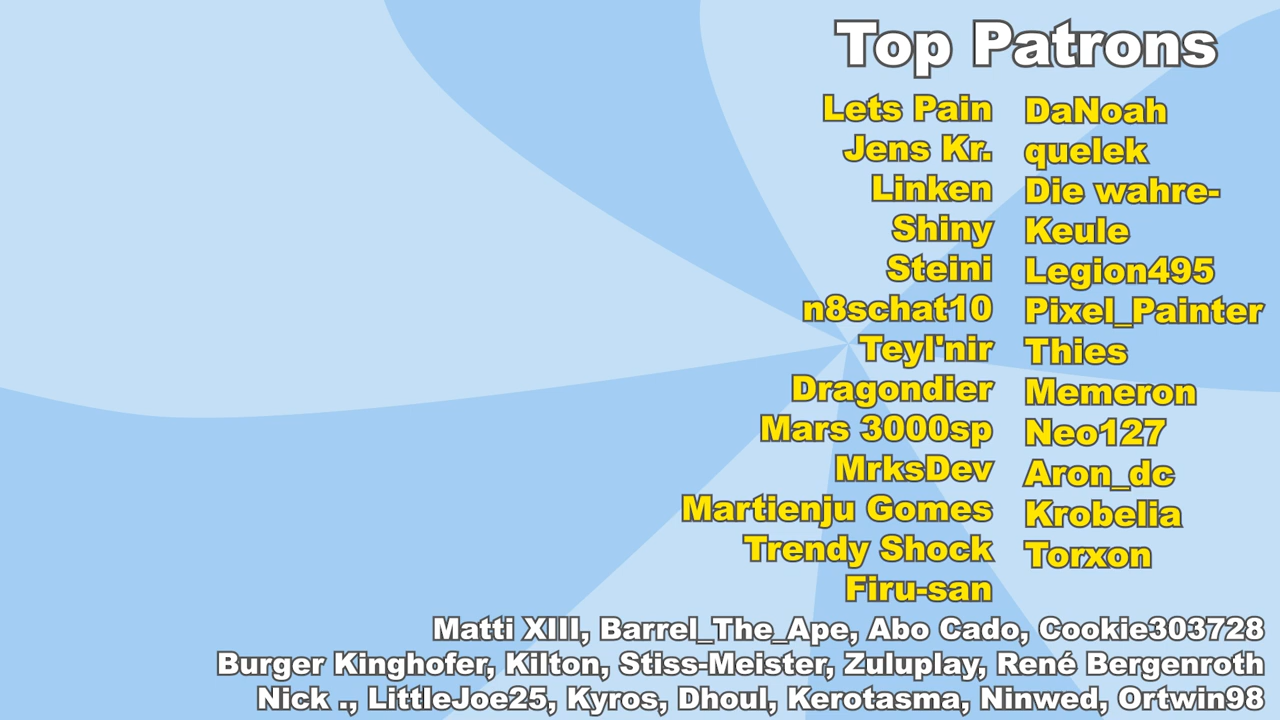 Top Patrons
Lets Pain
Jens Kr.
Linken
Shiny
Steini
n8schat10
Teyl'nir
Dragondier
Mars 3000sp
MrksDev
Martienju Gomes
Trendy Shock
Firu-san
DaNoah
quelek
Die wahre-
Keule
Legion495
Pixel_Painter
Thies
Memeron
Neo127
Aron_dc
Krobelia
Torxon
Matti XIII, Barrel_The_Ape, Abo Cado, Cookie303728
Burger Kinghofer, Kilton, Stiss-Meister, Zuluplay, René Bergenroth
Nick ., LittleJoe25, Kyros, Dhoul, Kerotasma, Ninwed, Ortwin98